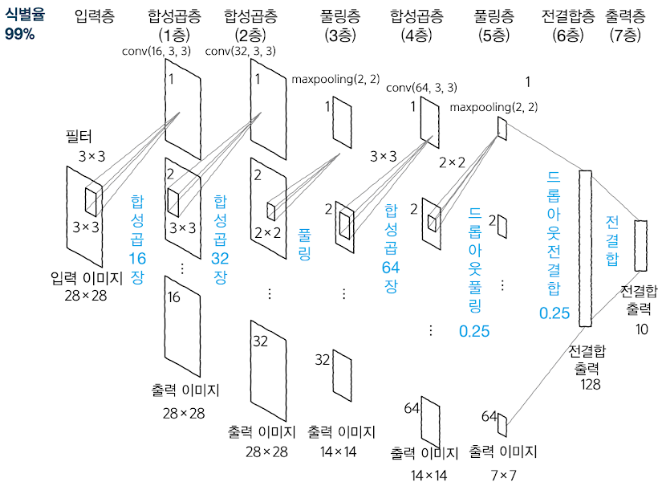 식별율
99%
입력층
합성곱층
(1층)
합성곱층
(2층)
풀링층
(3층)
합성곱층
(4층)
풀링층
(5층)
전결합층
(6층)
출력층
(7층)
conv(16, 3, 3)
conv(32, 3, 3)
maxpooling(2, 2)
conv(64, 3, 3)
maxpooling(2, 2)
1
1
1
1
1
필터
3×3
3×3
2×2
2
2
2
2
2
3×3
3×3
2×2
입력 이미지
28×28
합성곱
16
장
합성곱
32
장
풀링
합성곱
64
장
드롭아웃풀링
0.25
드롭아웃전결합
0.25
전결합
⋮
⋮
⋮
⋮
⋮
16
32
32
64
64
출력 이미지
28×28
출력 이미지
28×28
출력 이미지
14×14
출력 이미지
14×14
출력 이미지
7×7
전결합
출력
128
전결합
출력
10